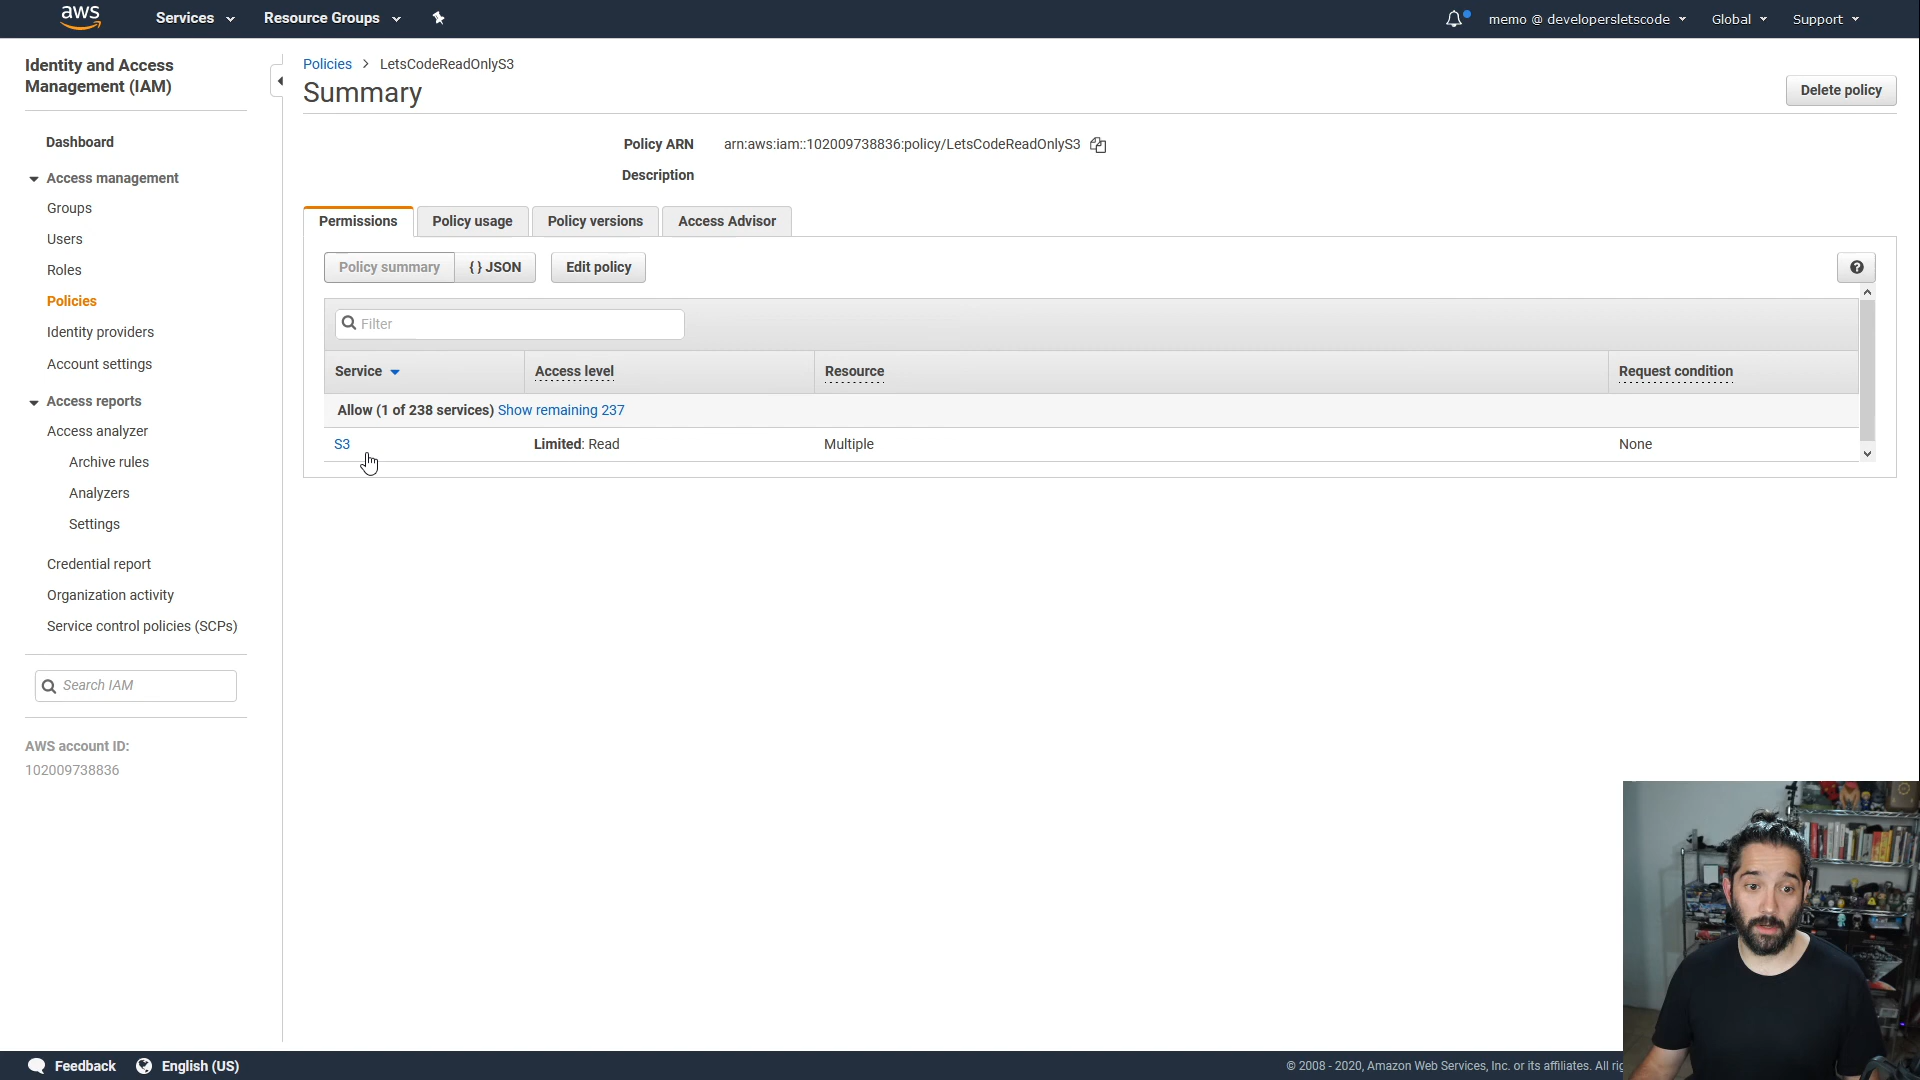 aws
Services
Resource Groups
memo @ developersletscode
Global
Support
Identity and Access
Management (IAM)
Dashboard
Access management
Groups
Users
Roles
Policies
Identity providers
Account settings
Access reports
Access analyzer
Archive rules
Analyzers
Settings
Credential report
Organization activity
Service control policies (SCPs)
Search IAM
AWS account ID:
102009738836
Policies > LetsCodeReadOnlyS3
Summary
Delete policy
Policy ARN arn:aws:iam::102009738836:policy/LetsCodeReadOnlyS3
Description
Permissions
Policy usage
Policy versions
Access Advisor
Policy summary
{ } JSON
Edit policy
?
Filter
Service Access level Resource Request condition
Allow (1 of 238 services) Show remaining 237
S3 Limited: Read Multiple None
Feedback
English (US)
© 2008 - 2020, Amazon Web Services, Inc. or its affiliates. All